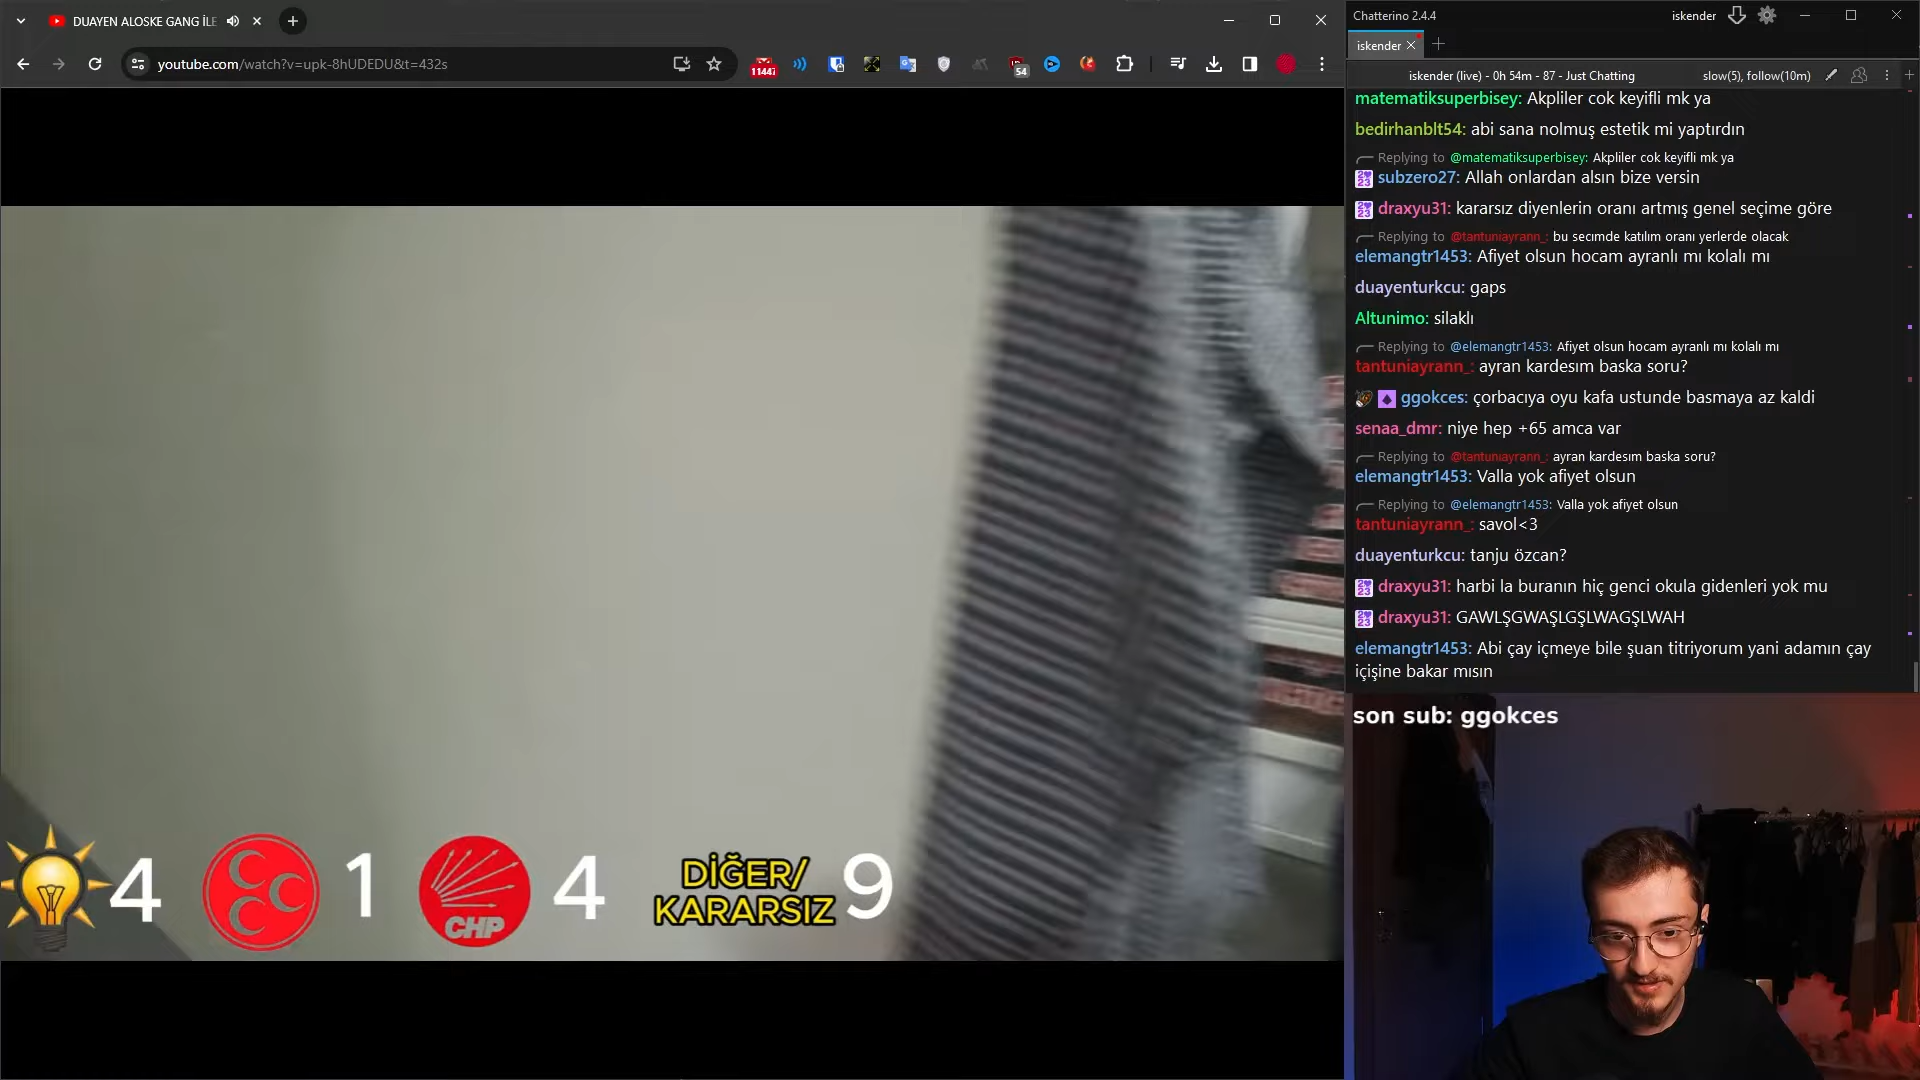 DUAYEN ALOSKE GANG İLE
youtube.com/watch?v=upk-8hUDEDU&t=432s
11447
54
4
1
CHP
4
DİĞER/
KARARSIZ
9
Chatterino 2.4.4
iskender
iskender
iskender (live) - 0h 54m - 87 - Just Chatting
slow(5), follow(10m)
matematiksuperbisey: Akpliler cok keyifli mk ya
bedirhanblt54: abi sana nolmuş estetik mi yaptırdın
Replying to @matematiksuperbisey: Akpliler cok keyifli mk ya
subzero27: Allah onlardan alsın bize versin
draxyu31: kararsız diyenlerin oranı artmış genel seçime göre
Replying to @tantuniayrann_: bu secımde katılım oranı yerlerde olacak
elemangtr1453: Afiyet olsun hocam ayranlı mı kolalı mı
duayenturkcu: gaps
Altunimo: silaklı
Replying to @elemangtr1453: Afiyet olsun hocam ayranlı mı kolalı mı
tantuniayrann_: ayran kardesım baska soru?
ggokces: çorbacıya oyu kafa ustunde basmaya az kaldi
senaa_dmr: niye hep +65 amca var
Replying to @tantuniayrann_: ayran kardesım baska soru?
elemangtr1453: Valla yok afiyet olsun
Replying to @elemangtr1453: Valla yok afiyet olsun
tantuniayrann_: savol<3
duayenturkcu: tanju özcan?
draxyu31: harbi la buranın hiç genci okula gidenleri yok mu
draxyu31: GAWLŞGWAŞLGŞLWAGŞLWAH
elemangtr1453: Abi çay içmeye bile şuan titriyorum yani adamın çay
içişine bakar mısın
son sub: ggokces